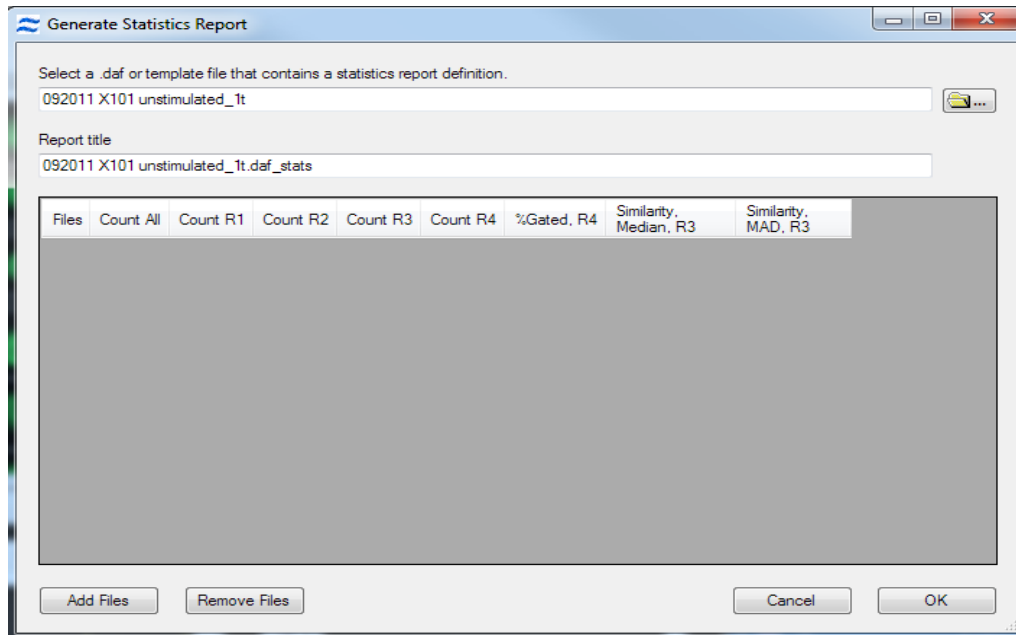 Generate Statistics Report
Select a .daf or template file that contains a statistics report definition.
092011 X101 unstimulated_1t
...
Report title
092011 X101 unstimulated_1t.daf_stats
Files Count All Count R1 Count R2 Count R3 Count R4 %Gated, R4 Similarity, Median, R3 Similarity, MAD, R3
Add Files Remove Files Cancel OK